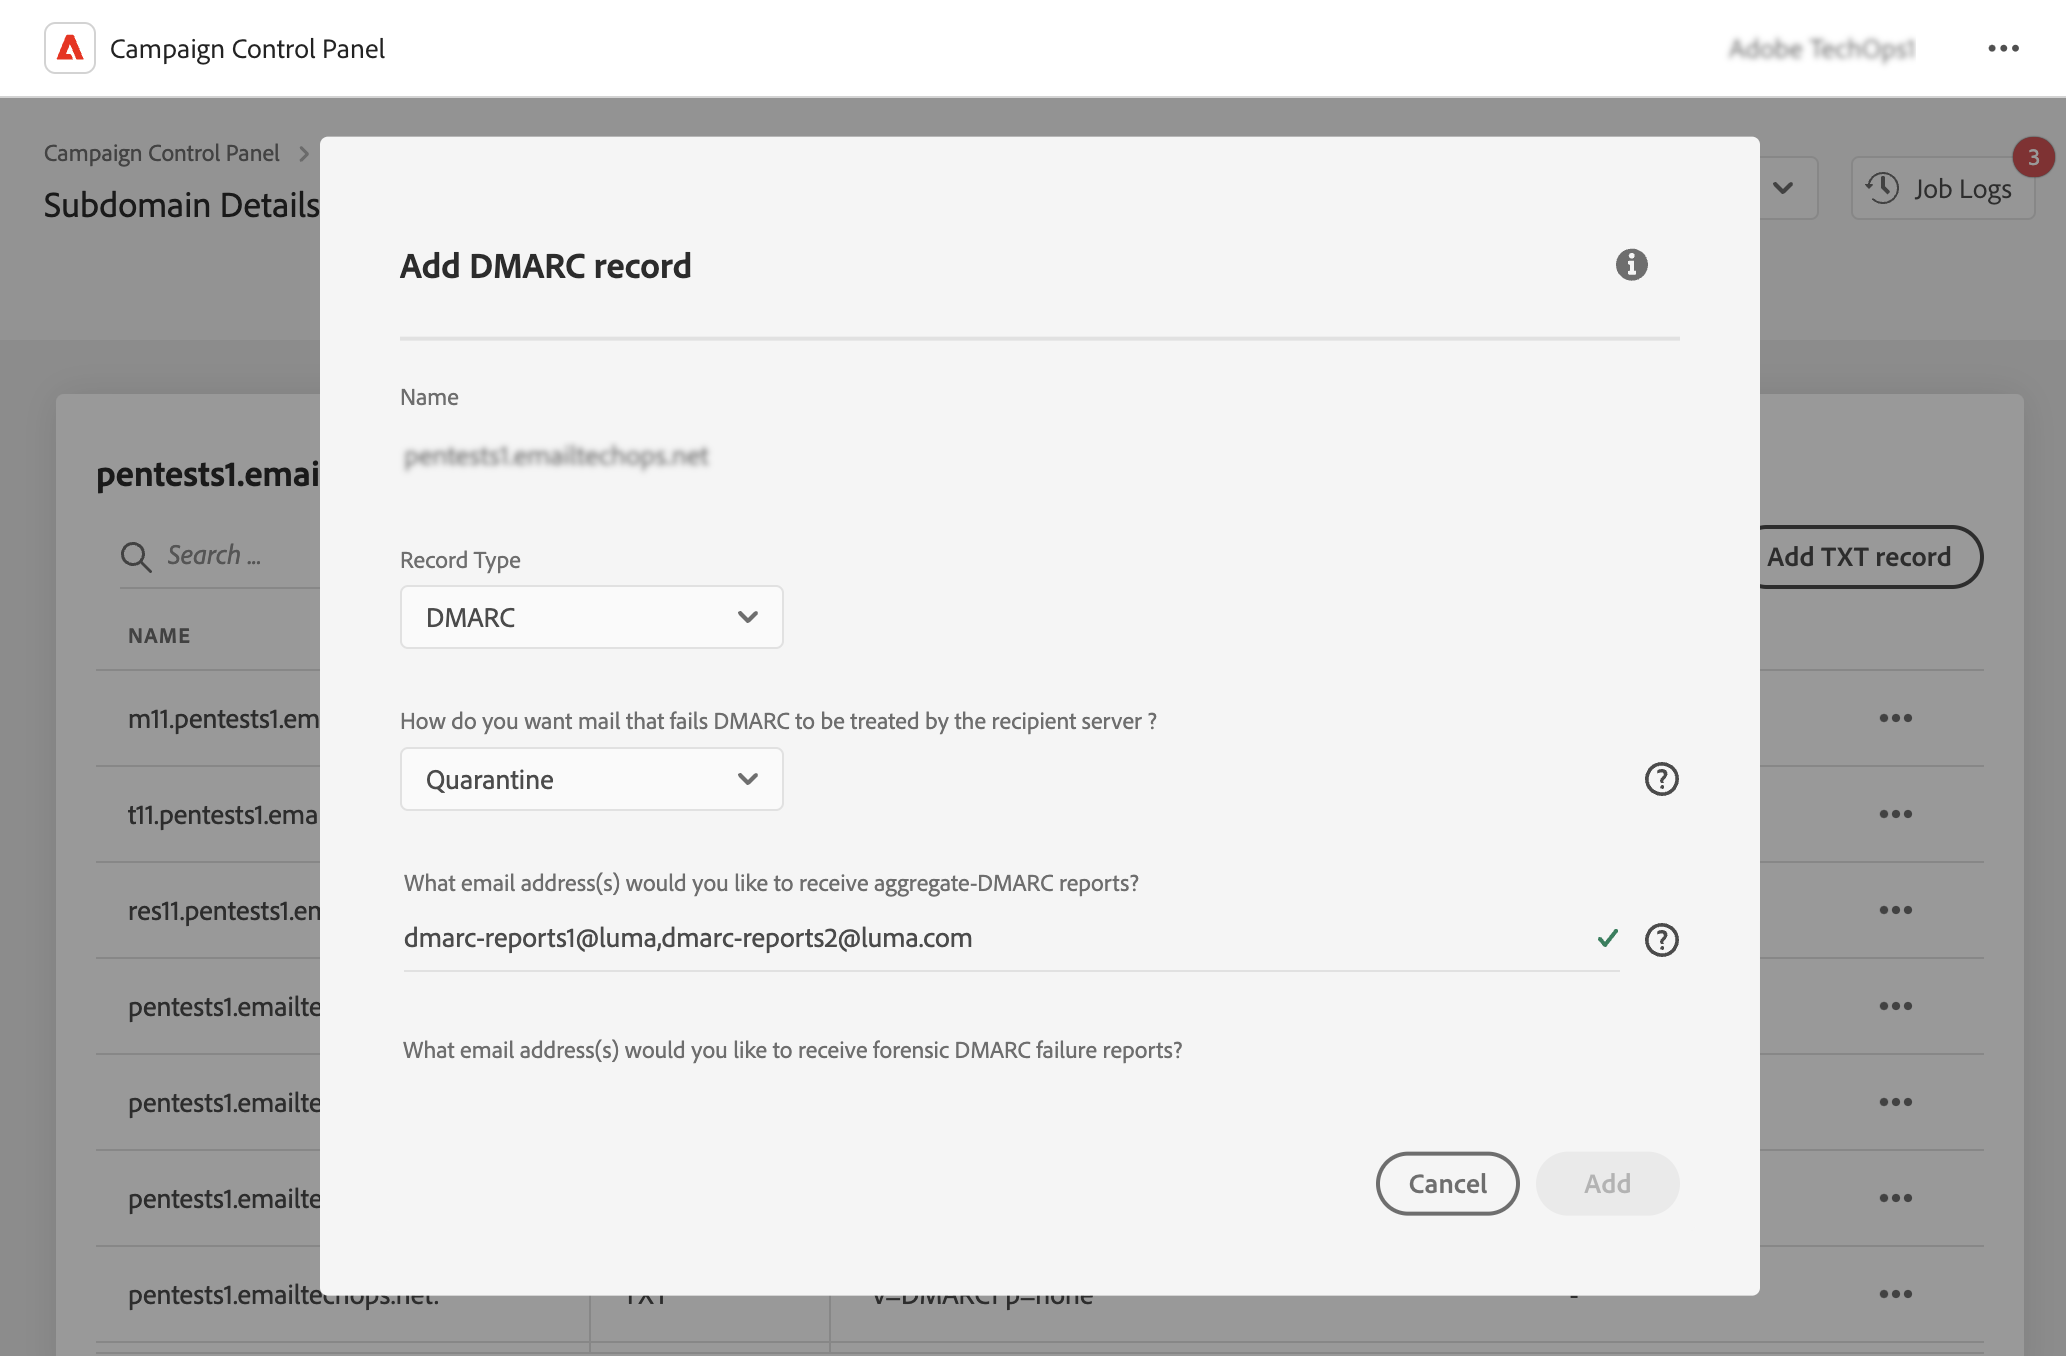 Campaign Control Panel
Adobe TechOps1
Campaign Control Panel
Subdomain Details
3
Job Logs
Add DMARC record
Name
pentests1.emailtechops.net
pentests1.emai
Search ...
Add TXT record
Record Type
DMARC
NAME
m11.pentests1.em
How do you want mail that fails DMARC to be treated by the recipient server ?
Quarantine
t11.pentests1.ema
What email address(s) would you like to receive aggregate-DMARC reports?
res11.pentests1.en
dmarc-reports1@luma,dmarc-reports2@luma.com
pentests1.emailte
What email address(s) would you like to receive forensic DMARC failure reports?
pentests1.emailte
Cancel
Add
pentests1.emailte
pentests1.emailtechops.net. TXT v=DMARC1 p=none -